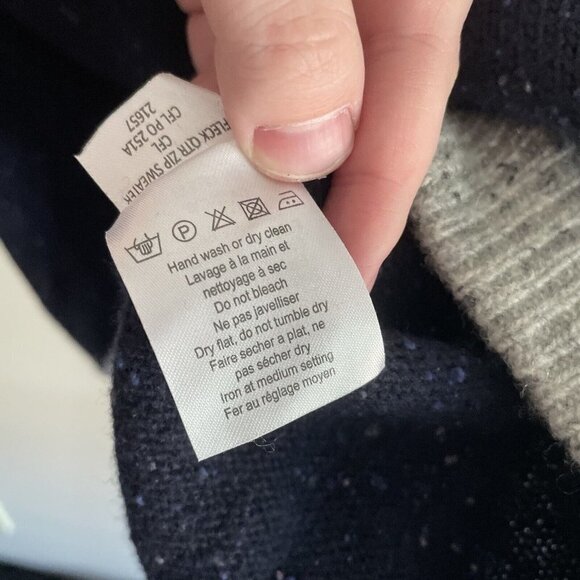 FLECK QTR ZIP SWEATER
CFL
CFL PO 251A
21657
P
Hand wash or dry clean
Lavage à la main et
nettoyage à sec
Do not bleach
Ne pas javelliser
Dry flat, do not tumble dry
Faire secher a plat, ne
pas sécher dry
Iron at medium setting
Fer au réglage moyen